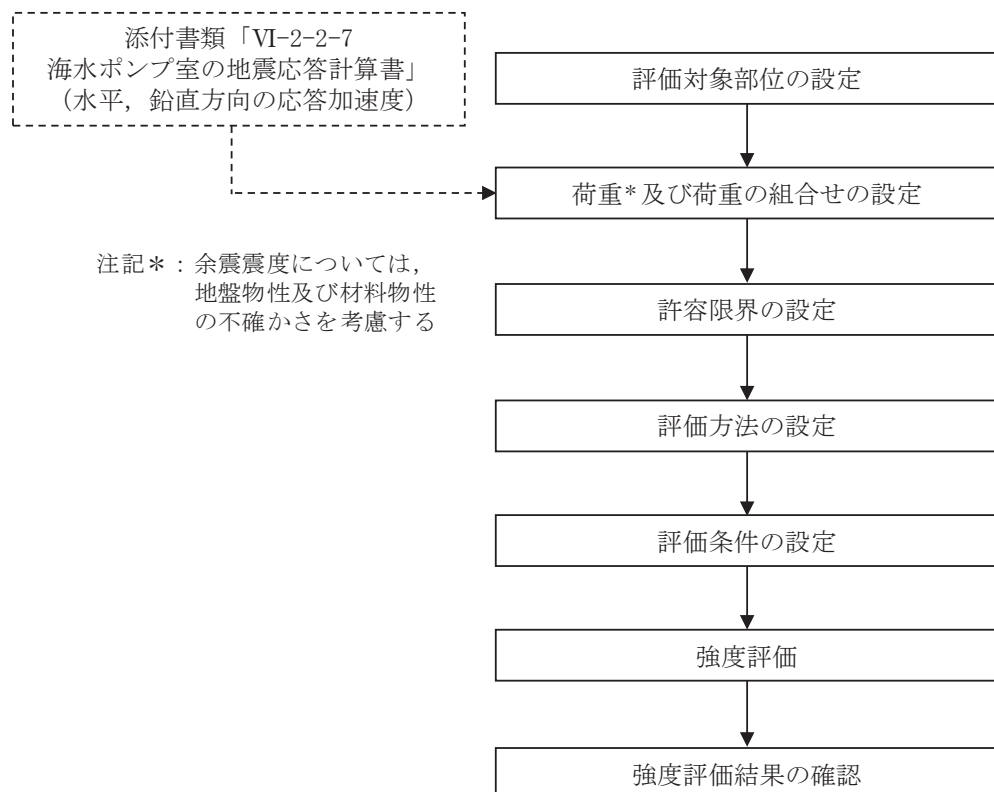 添付書類「Ⅵ-2-2-7
海水ポンプ室の地震応答計算書」
（水平，鉛直方向の応答加速度）
評価対象部位の設定
荷重*及び荷重の組合せの設定
注記＊：余震震度については，
地盤物性及び材料物性
の不確かさを考慮する
許容限界の設定
評価方法の設定
評価条件の設定
強度評価
強度評価結果の確認